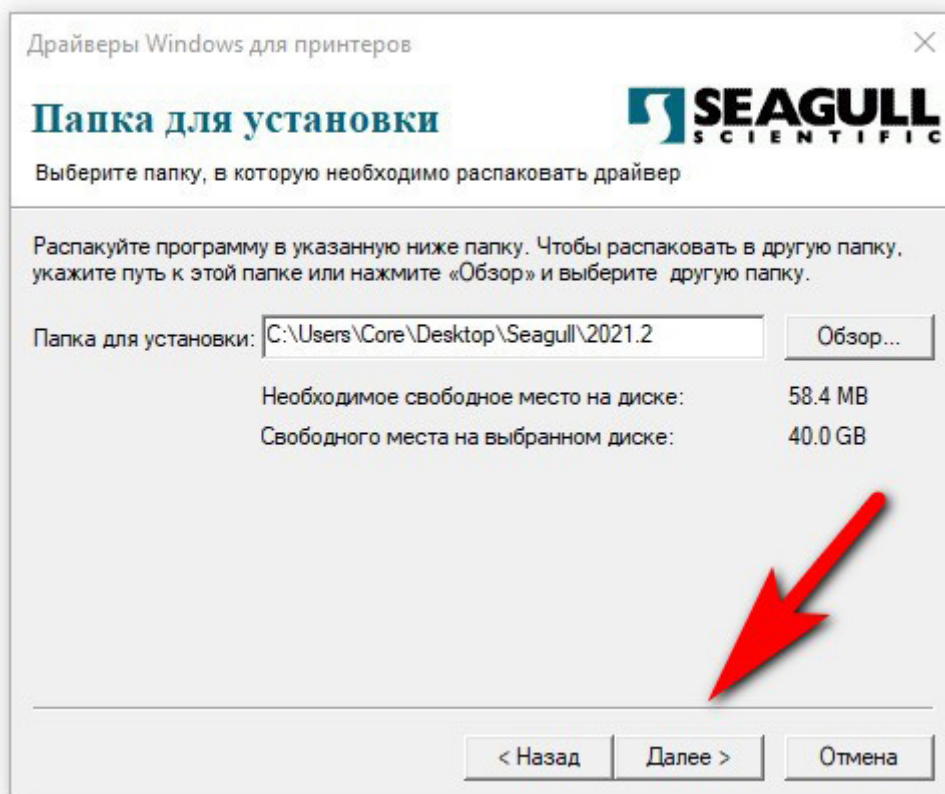 Драйверы Windows для принтеров
Папка для установки
SEAGULL
SCIENTIFIC
Выберите папку, в которую необходимо распаковать драйвер
Распакуйте программу в указанную ниже папку. Чтобы распаковать в другую папку,
укажите путь к этой папке или нажмите «Обзор» и выберите другую папку.
Папка для установки: C:\Users\Core\Desktop\Seagull\2021.2 Обзор...
Необходимое свободное место на диске: 58.4 MB
Свободного места на выбранном диске: 40.0 GB
< Назад Далее > Отмена